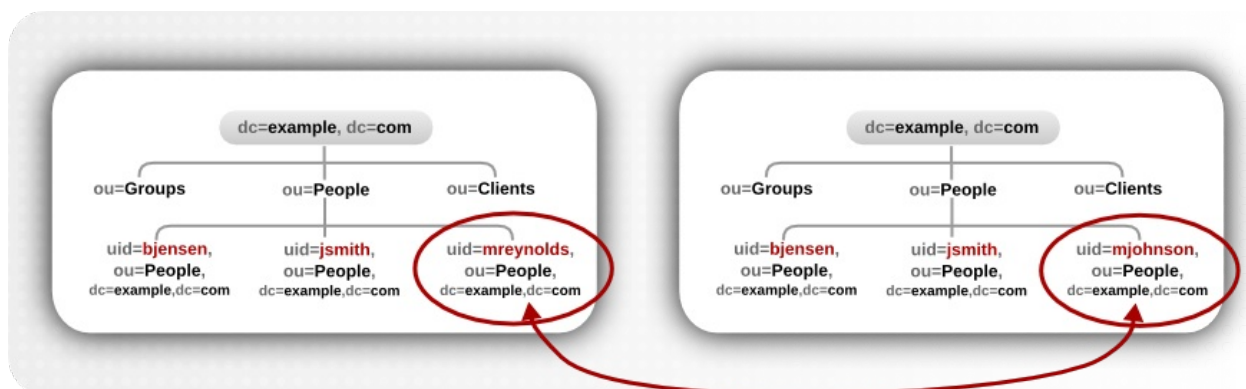 dc=example, dc=com
ou=Groups
ou=People
ou=Clients
uid=bjensen,
ou=People,
dc=example,dc=com
uid=jsmith,
ou=People,
dc=example,dc=com
uid=mreynolds,
ou=People,
dc=example,dc=com
dc=example, dc=com
ou=Groups
ou=People
ou=Clients
uid=bjensen,
ou=People,
dc=example,dc=com
uid=jsmith,
ou=People,
dc=example,dc=com
uid=mjohnson,
ou=People,
dc=example,dc=com